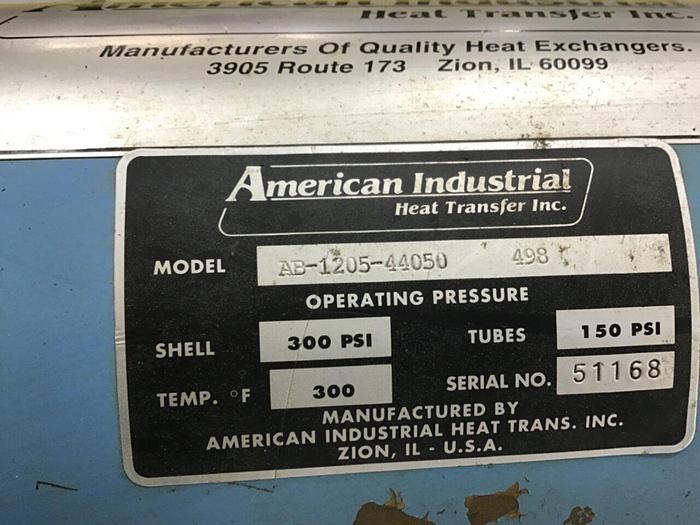 American Industrial
Heat Transfer Inc.
Manufacturers Of Quality Heat Exchangers.
3905 Route 173 Zion, IL 60099
American Industrial
Heat Transfer Inc.
MODEL AB-1205-44050 498
OPERATING PRESSURE
SHELL 300 PSI TUBES 150 PSI
TEMP. °F 300 SERIAL NO. 51168
MANUFACTURED BY
AMERICAN INDUSTRIAL HEAT TRANS. INC.
ZION, IL - U.S.A.